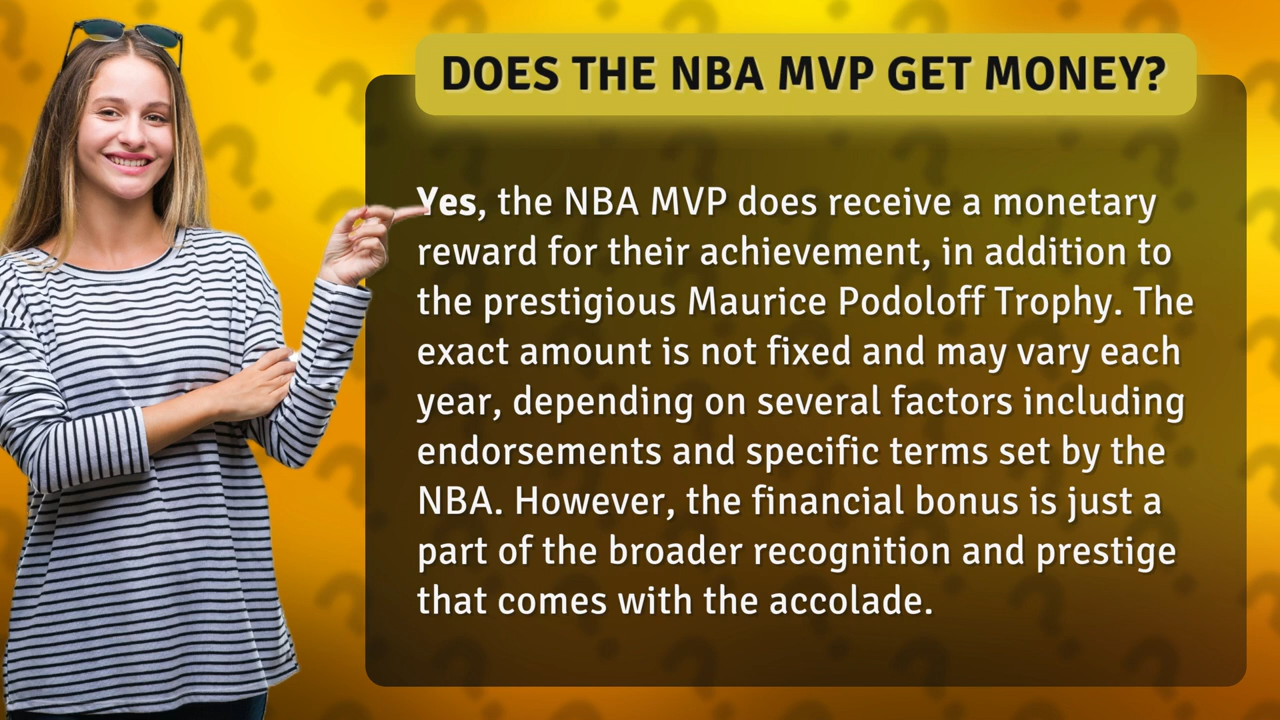 DOES THE NBA MVP GET MONEY?
Yes, the NBA MVP does receive a monetary
reward for their achievement, in addition to
the prestigious Maurice Podoloff Trophy. The
exact amount is not fixed and may vary each
year, depending on several factors including
endorsements and specific terms set by the
NBA. However, the financial bonus is just a
part of the broader recognition and prestige
that comes with the accolade.